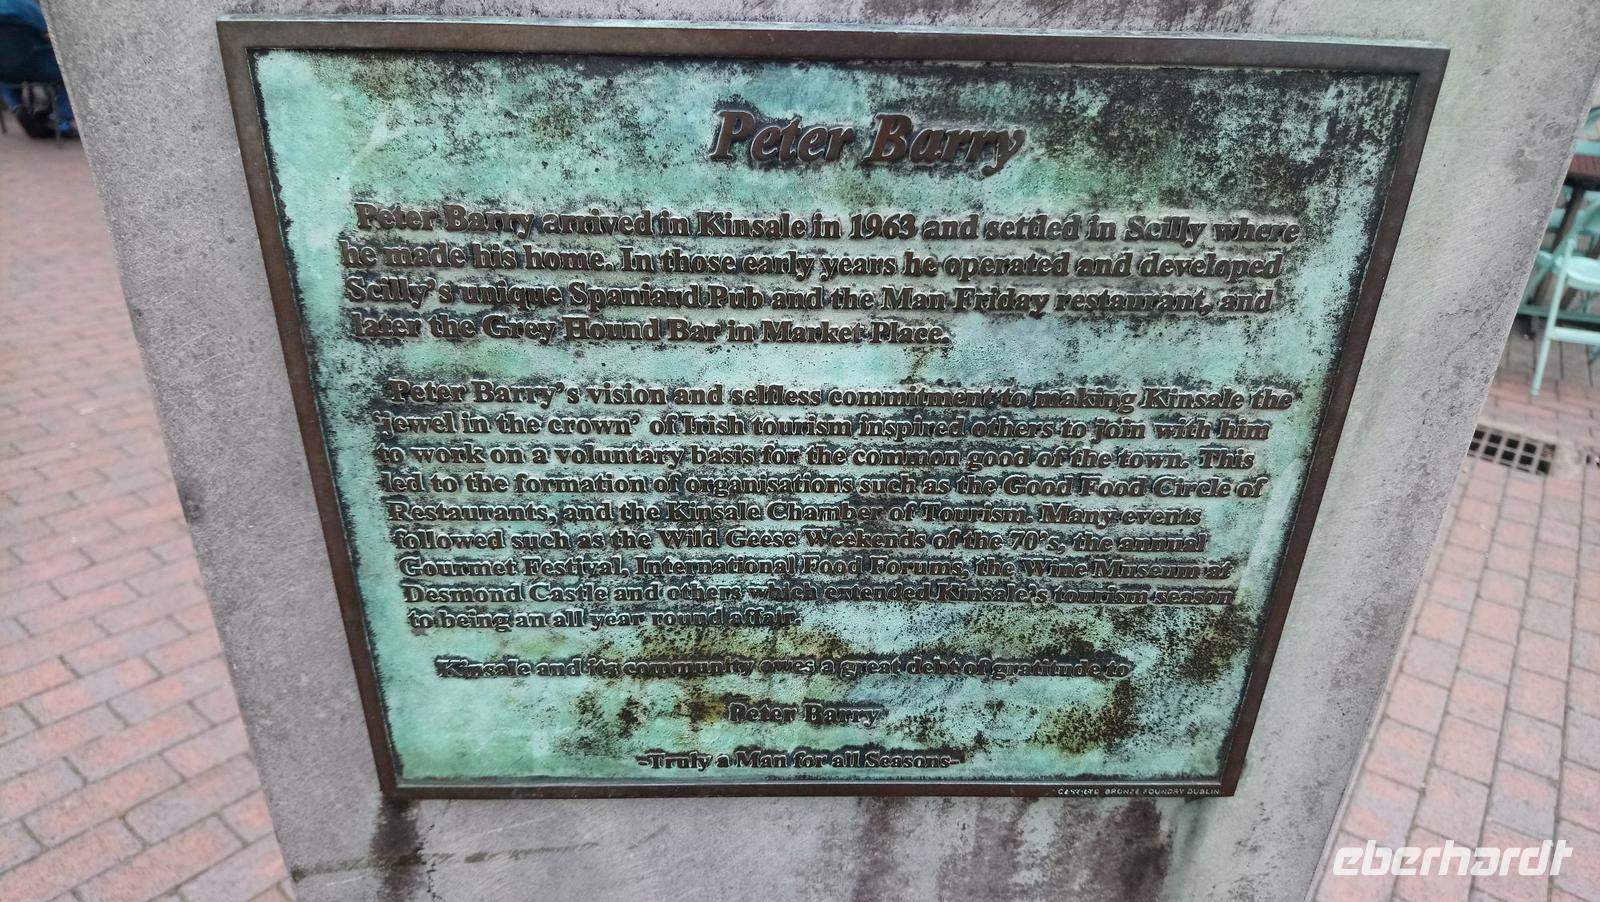 Peter Barry
Peter Barry arrived in Kinsale in 1963 and settled in Scilly where
he made his home. In those early years he operated and developed
Scilly's unique Spaniard Pub and the Man Friday restaurant, and
later the Grey Hound Bar in Market Place.
Peter Barry's vision and selfless commitment to making Kinsale the
'jewel in the crown' of Irish tourism inspired others to join with him
to work on a voluntary basis for the common good of the town. This
led to the formation of organisations such as the Good Food Circle of
Restaurants, and the Kinsale Chamber of Tourism. Many events
followed such as the Wild Geese Weekends of the 70's, the annual
Gourmet Festival, International Food Forums, the Wine Museum at
Desmond Castle and others which extended Kinsale's tourism season
to being an all year round affair.
Kinsale and its community owes a great debt of gratitude to
Peter Barry
-Truly a Man for all Seasons-
BRONZE FOUNDRY DUBLIN
eberhardt